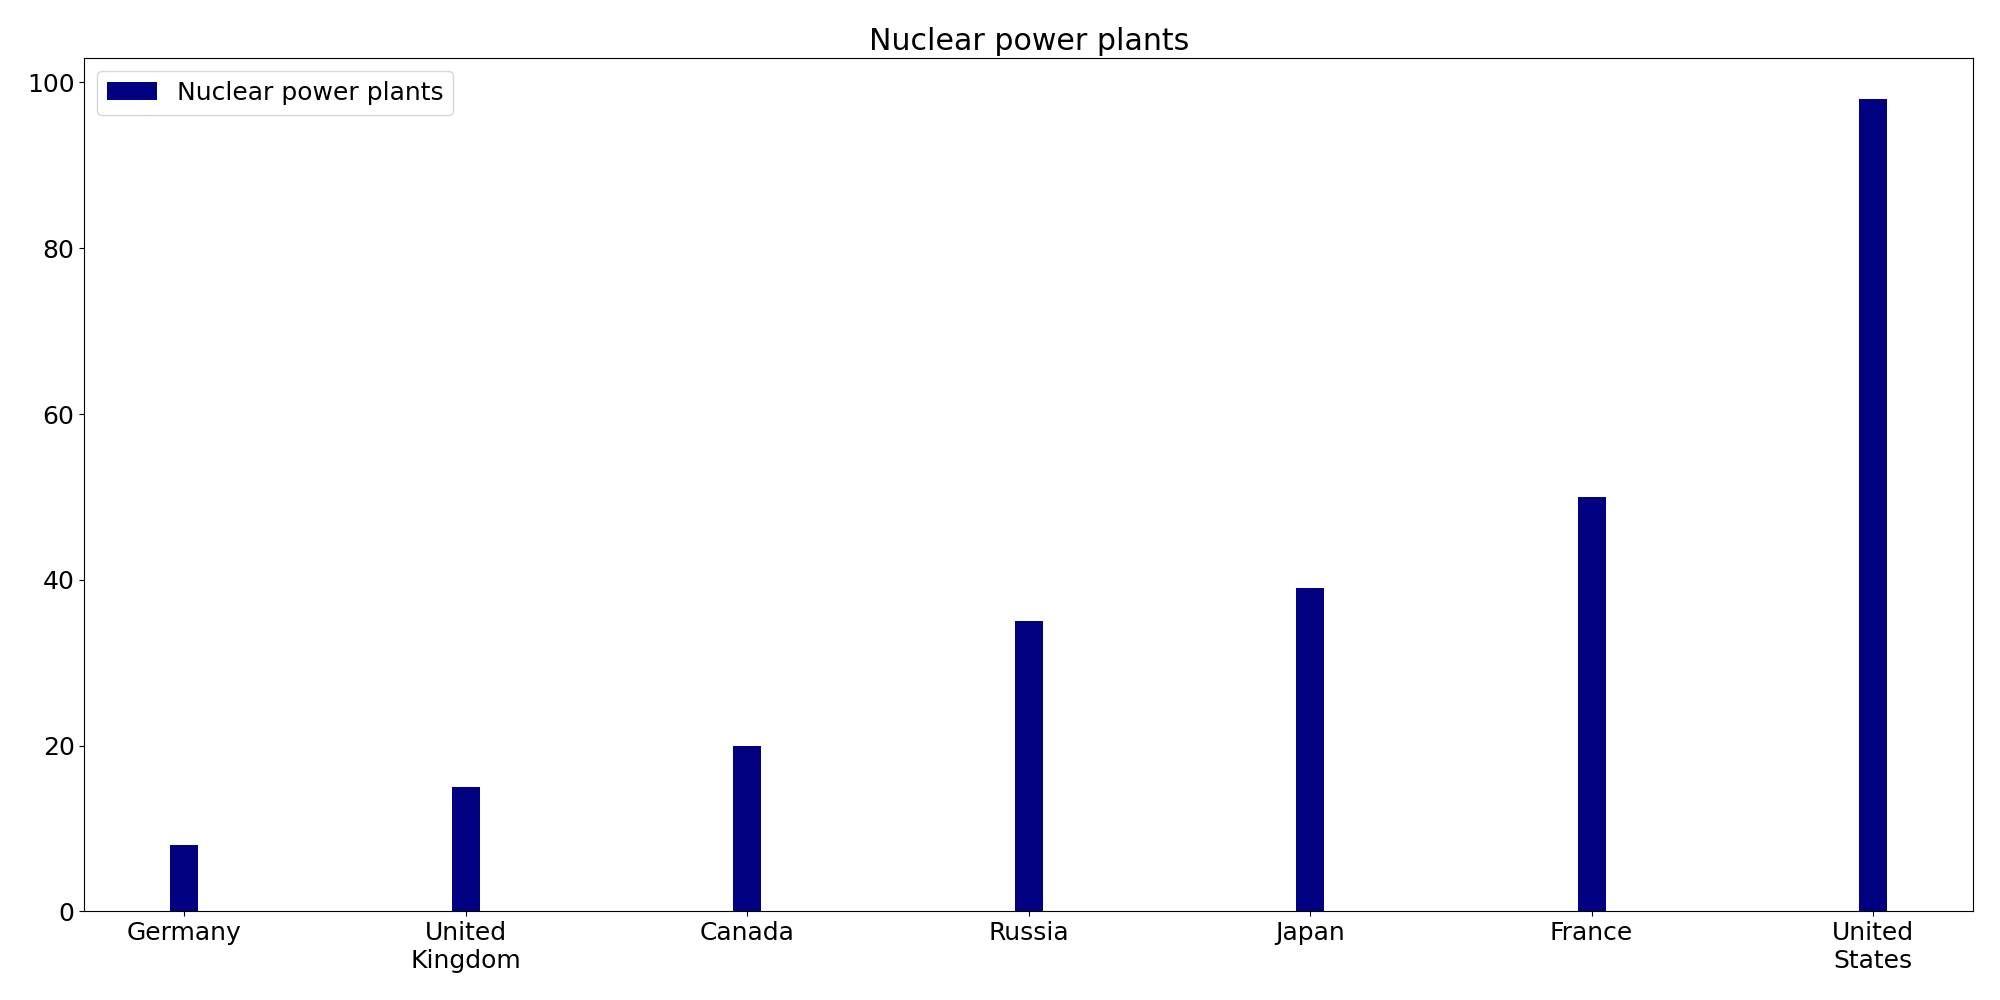 Nuclear power plants
Nuclear power plants
100
80
60
40
20
0
Germany
United
Kingdom
Canada
Russia
Japan
France
United
States